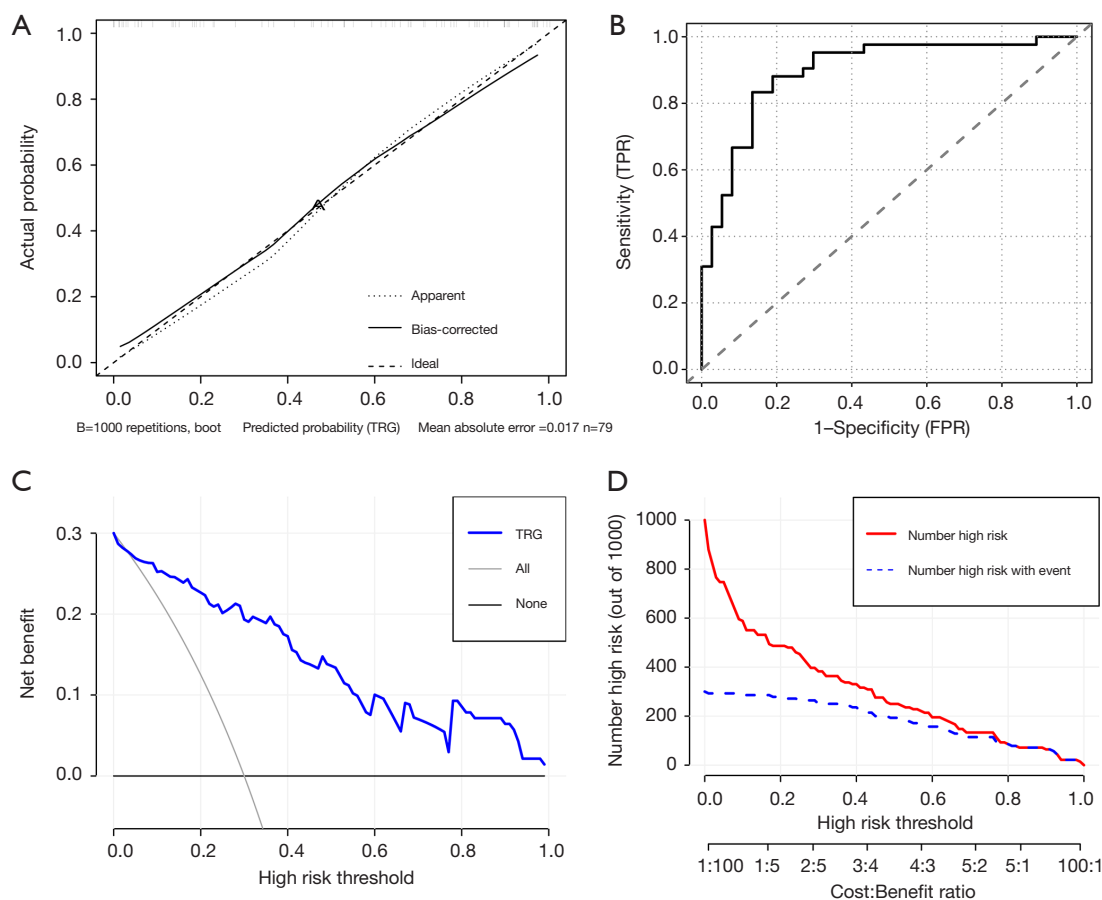 A
1.0
0.8
0.6
0.4
0.2
0.0
Actual probability
Apparent
Bias-corrected
Ideal
0.0 0.2 0.4 0.6 0.8 1.0
B=1000 repetitions, boot Predicted probability (TRG) Mean absolute error =0.017 n=79
B
1.0
0.8
0.6
0.4
0.2
0.0
Sensitivity (TPR)
0.0 0.2 0.4 0.6 0.8 1.0
1–Specificity (FPR)
C
0.3
0.2
0.1
0.0
Net benefit
TRG
All
None
0.0 0.2 0.4 0.6 0.8 1.0
High risk threshold
D
1000
800
600
400
200
0
Number high risk (out of 1000)
Number high risk
Number high risk with event
0.0 0.2 0.4 0.6 0.8 1.0
High risk threshold
1:100 1:5 2:5 3:4 4:3 5:2 5:1 100:1
Cost:Benefit ratio